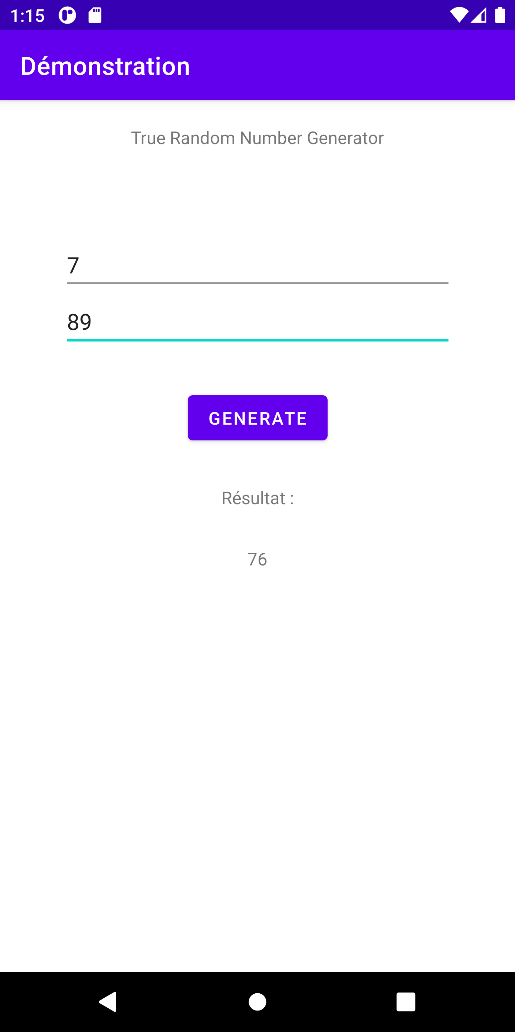 1:15
Démonstration
True Random Number Generator
7
89
GENERATE
Résultat :
76